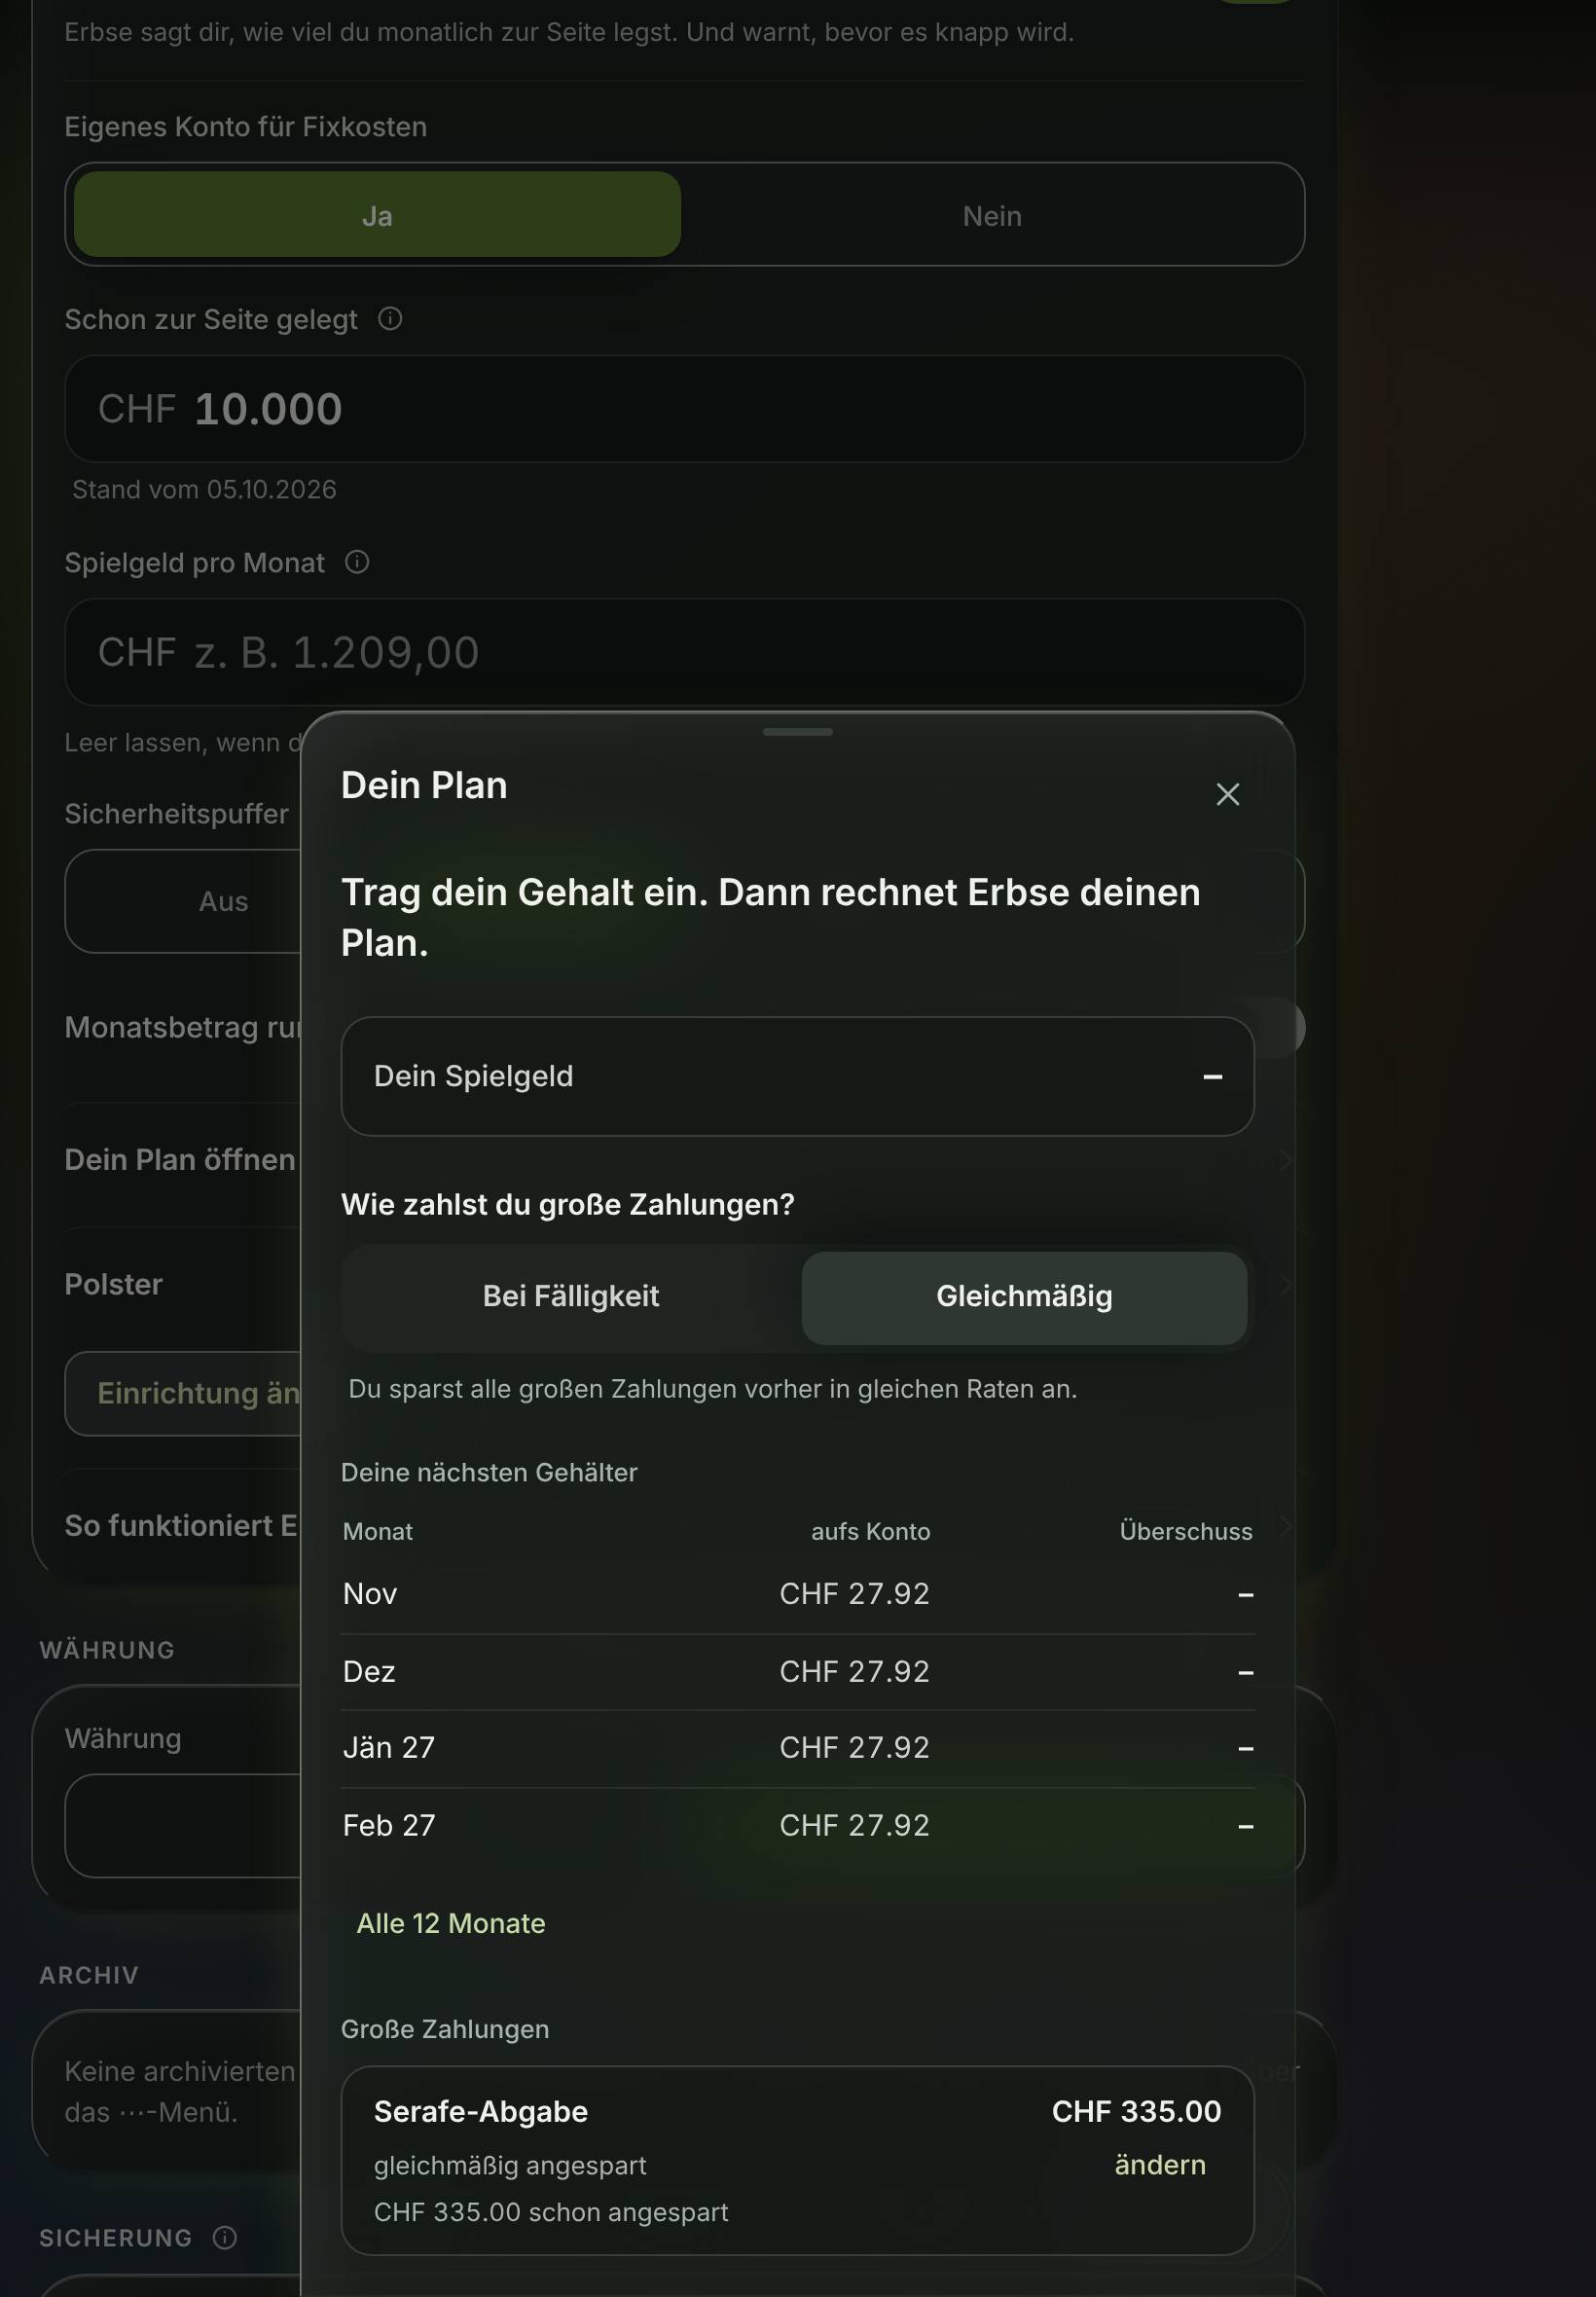 Erbse sagt dir, wie viel du monatlich zur Seite legst. Und warnt, bevor es knapp wird.
Eigenes Konto für Fixkosten
Ja
Nein
Schon zur Seite gelegt
CHF 10.000
Stand vom 05.10.2026
Spielgeld pro Monat
CHF z. B. 1.209,00
Leer lassen, wenn d
Sicherheitspuffer
Aus
Monatsbetrag ru
Dein Plan öffnen
Polster
Einrichtung än
So funktioniert E
WÄHRUNG
Währung
ARCHIV
Keine archivierten
das ···-Menü.
SICHERUNG
Dein Plan
Trag dein Gehalt ein. Dann rechnet Erbse deinen
Plan.
Dein Spielgeld –
Wie zahlst du große Zahlungen?
Bei Fälligkeit
Gleichmäßig
Du sparst alle großen Zahlungen vorher in gleichen Raten an.
Deine nächsten Gehälter
Monat aufs Konto Überschuss
Nov CHF 27.92 –
Dez CHF 27.92 –
Jän 27 CHF 27.92 –
Feb 27 CHF 27.92 –
Alle 12 Monate
Große Zahlungen
Serafe-Abgabe CHF 335.00
gleichmäßig angespart ändern
CHF 335.00 schon angespart